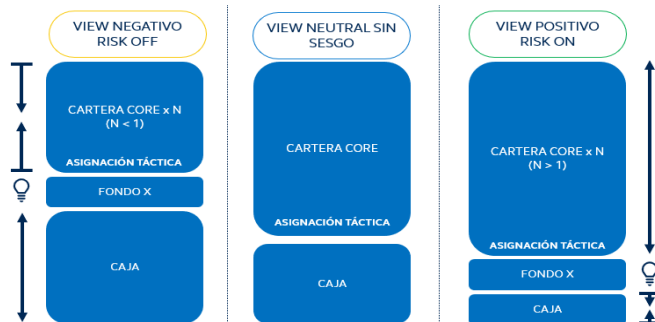 VIEW NEGATIVO
RISK OFF
CARTERA CORE x N
(N < 1)
ASIGNACIÓN TÁCTICA
FONDO X
CAJA
VIEW NEUTRAL SIN
SESGO
CARTERA CORE
ASIGNACIÓN TÁCTICA
CAJA
VIEW POSITIVO
RISK ON
CARTERA CORE x N
(N > 1)
ASIGNACIÓN TÁCTICA
FONDO X
CAJA